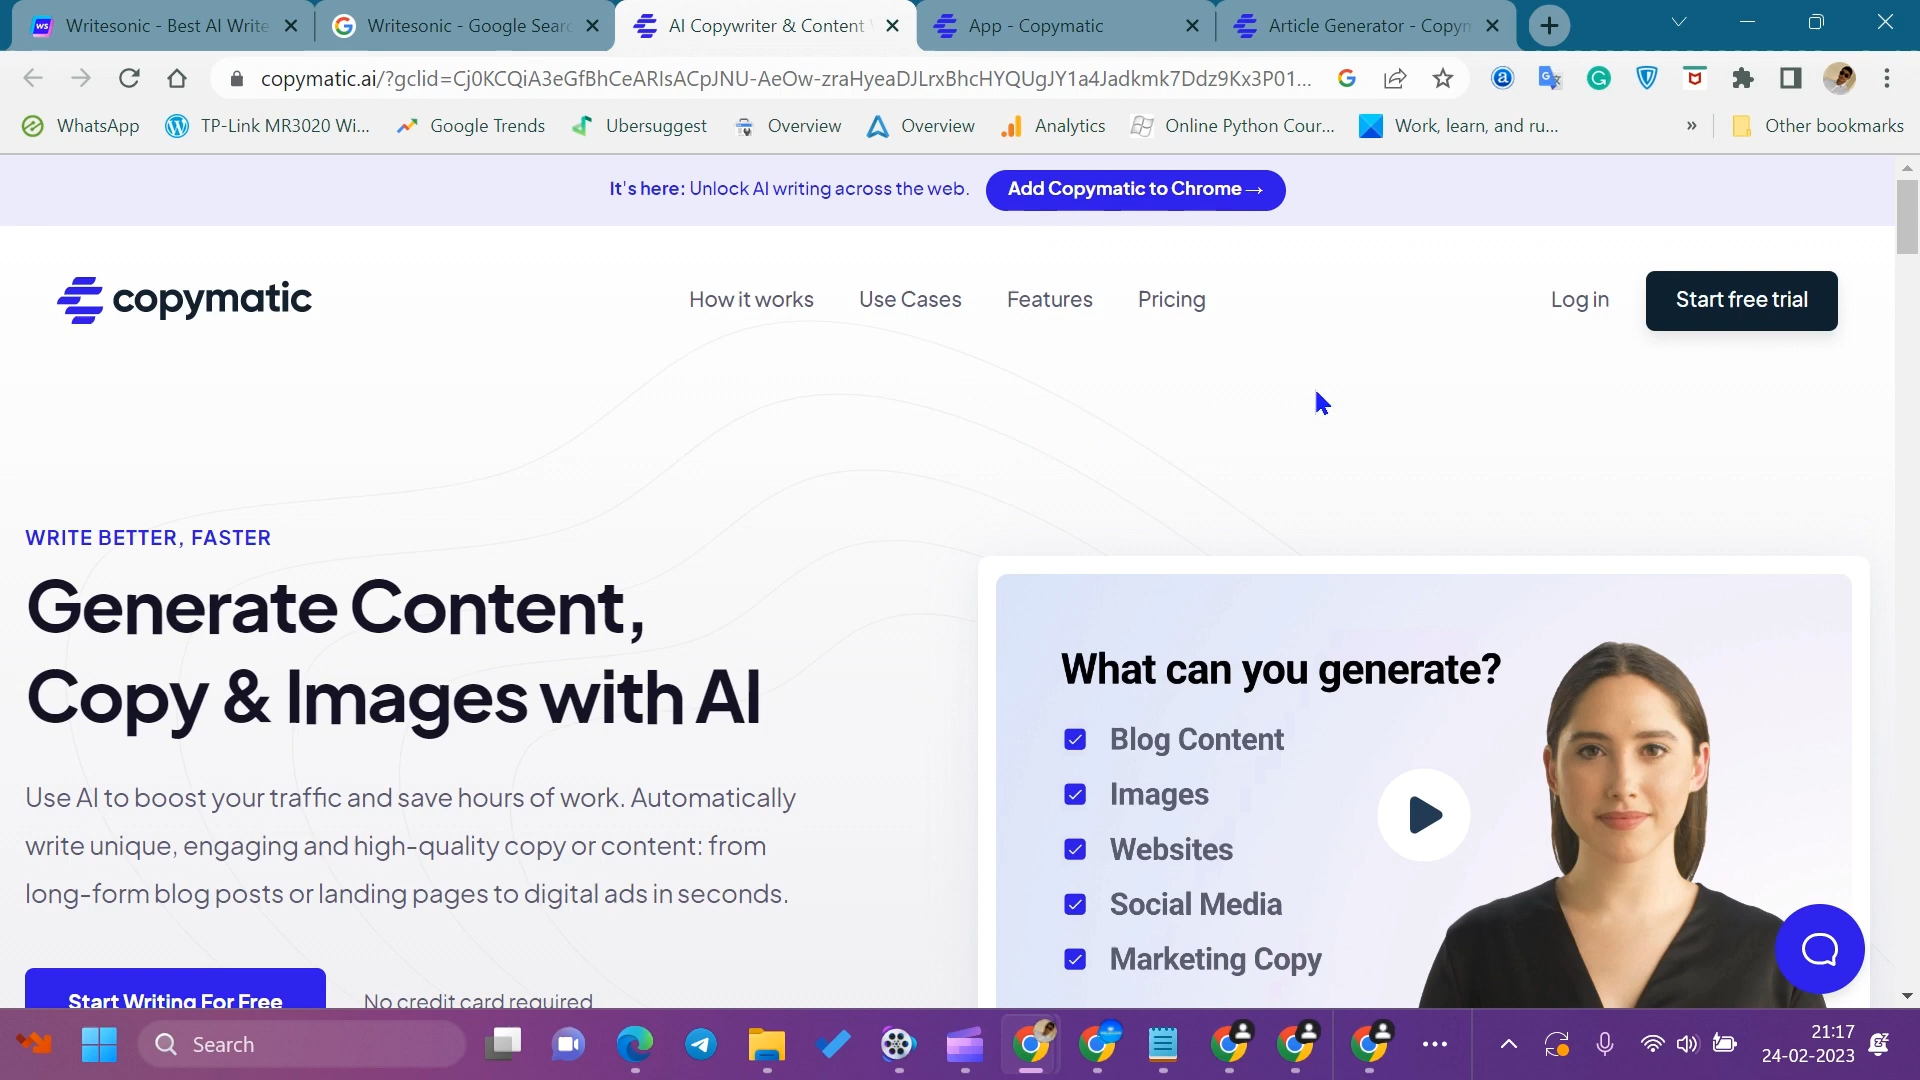 Writesonic - Best AI Write
Writesonic - Google Searc
AI Copywriter & Content
App - Copymatic
Article Generator - Copyn
copymatic.ai/?gclid=Cj0KCQiA3eGfBhCeARIsACpJNU-AeOw-zraHyeaDJLrxBhcHYQUgJY1a4Jadkmk7Ddz9Kx3P01...
WhatsApp
TP-Link MR3020 Wi...
Google Trends
Ubersuggest
Overview
Overview
Analytics
Online Python Cour...
Work, learn, and ru...
»
Other bookmarks
It's here: Unlock AI writing across the web.
Add Copymatic to Chrome→
copymatic
How it works
Use Cases
Features
Pricing
Log in
Start free trial
WRITE BETTER, FASTER
Generate Content,
Copy & Images with AI
Use AI to boost your traffic and save hours of work. Automatically
write unique, engaging and high-quality copy or content: from
long-form blog posts or landing pages to digital ads in seconds.
Start Writing For Free
No credit card required
What can you generate?
Blog Content
Images
Websites
Social Media
Marketing Copy
Search
21:17
24-02-2023